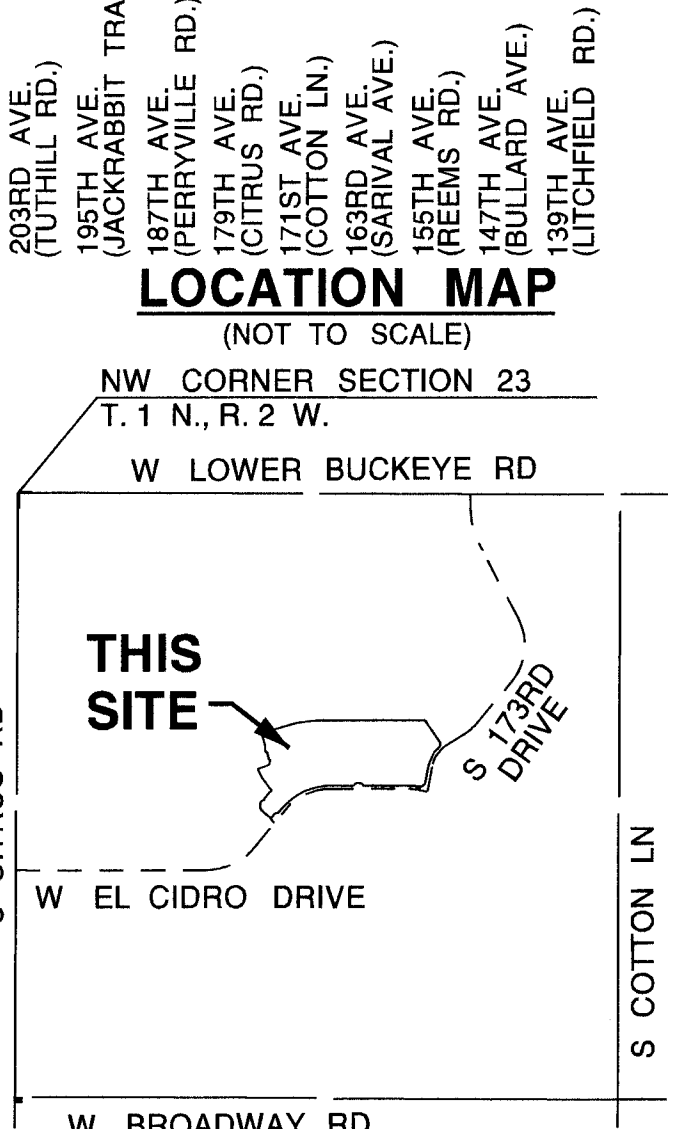 203RD AVE.
(TUTHILL RD.)
195TH AVE.
(JACKRABBIT TRA
187TH AVE.
(PERRYVILLE RD.)
179TH AVE.
(CITRUS RD.)
171ST AVE.
(COTTON LN.)
163RD AVE.
(SARIVAL AVE.)
155TH AVE.
(REEMS RD.)
147TH AVE.
(BULLARD AVE.)
139TH AVE.
(LITCHFIELD RD.)
LOCATION MAP
(NOT TO SCALE)
NW CORNER SECTION 23
T. 1 N., R. 2 W.
W LOWER BUCKEYE RD
THIS
SITE
S 173RD
DRIVE
W EL CIDRO DRIVE
S COTTON LN
W BROADWAY RD